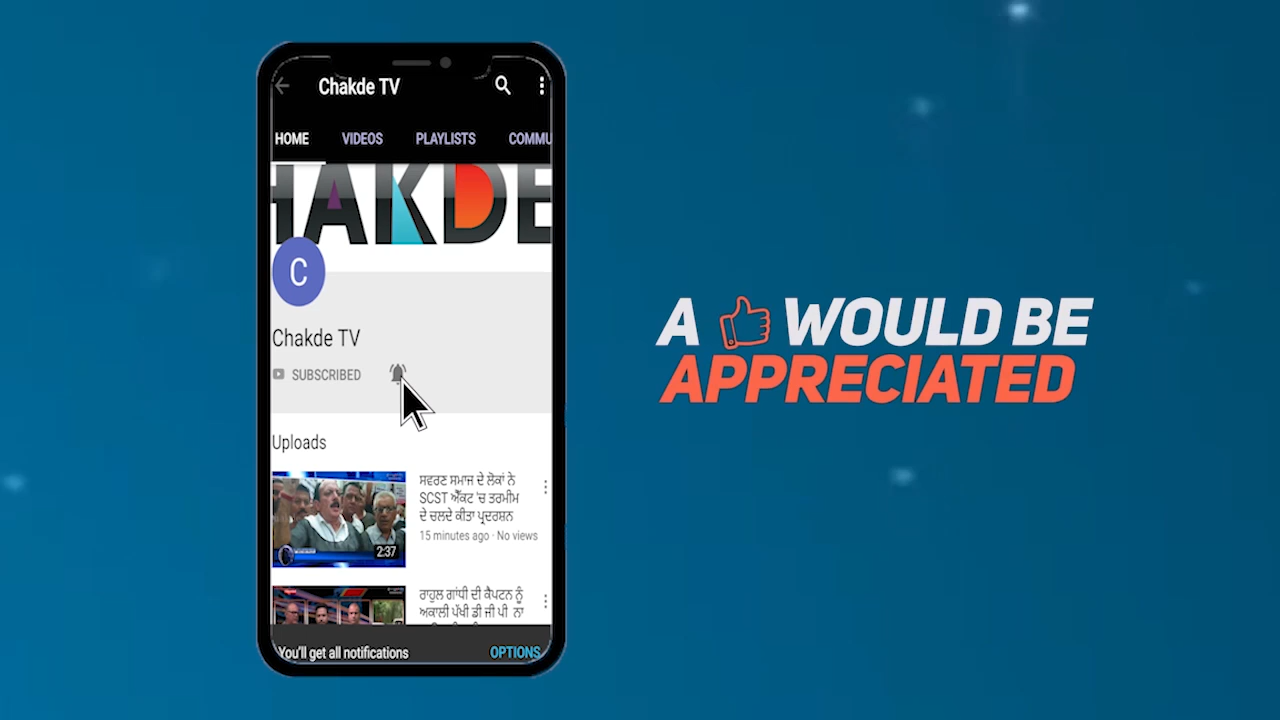 Chakde TV
HOME VIDEOS PLAYLISTS COMMU
HAKDE
C
Chakde TV
SUBSCRIBED
Uploads
ਸਵਰਣ ਸਮਾਜ ਦੇ ਲੋਕਾਂ ਨੇ
SCST ਐੱਕਟ 'ਚ ਤਰਮੀਮ
ਦੇ ਚਲਦੇ ਕੀਤਾ ਪ੍ਰਦਰਸ਼ਨ
15 minutes ago · No views
2:37
ਰਾਹੁਲ ਗਾਂਧੀ ਦੀ ਕੈਪਟਨ ਨੂੰ
ਅਕਾਲੀ ਪੱਖੀ ਡੀ ਜੀ ਪੀ ਨਾ
You'll get all notifications OPTIONS
A WOULD BE
APPRECIATED